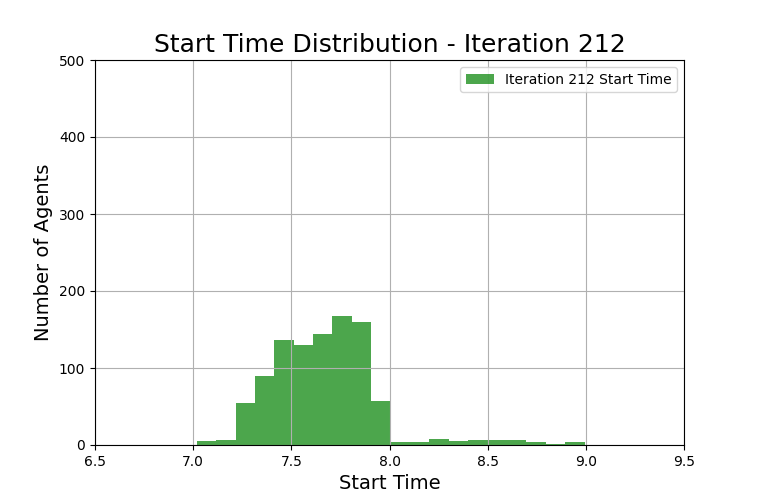 Start Time Distribution - Iteration 212
500
400
300
200
100
0
Number of Agents
Iteration 212 Start Time
6.5 7.0 7.5 8.0 8.5 9.0 9.5
Start Time